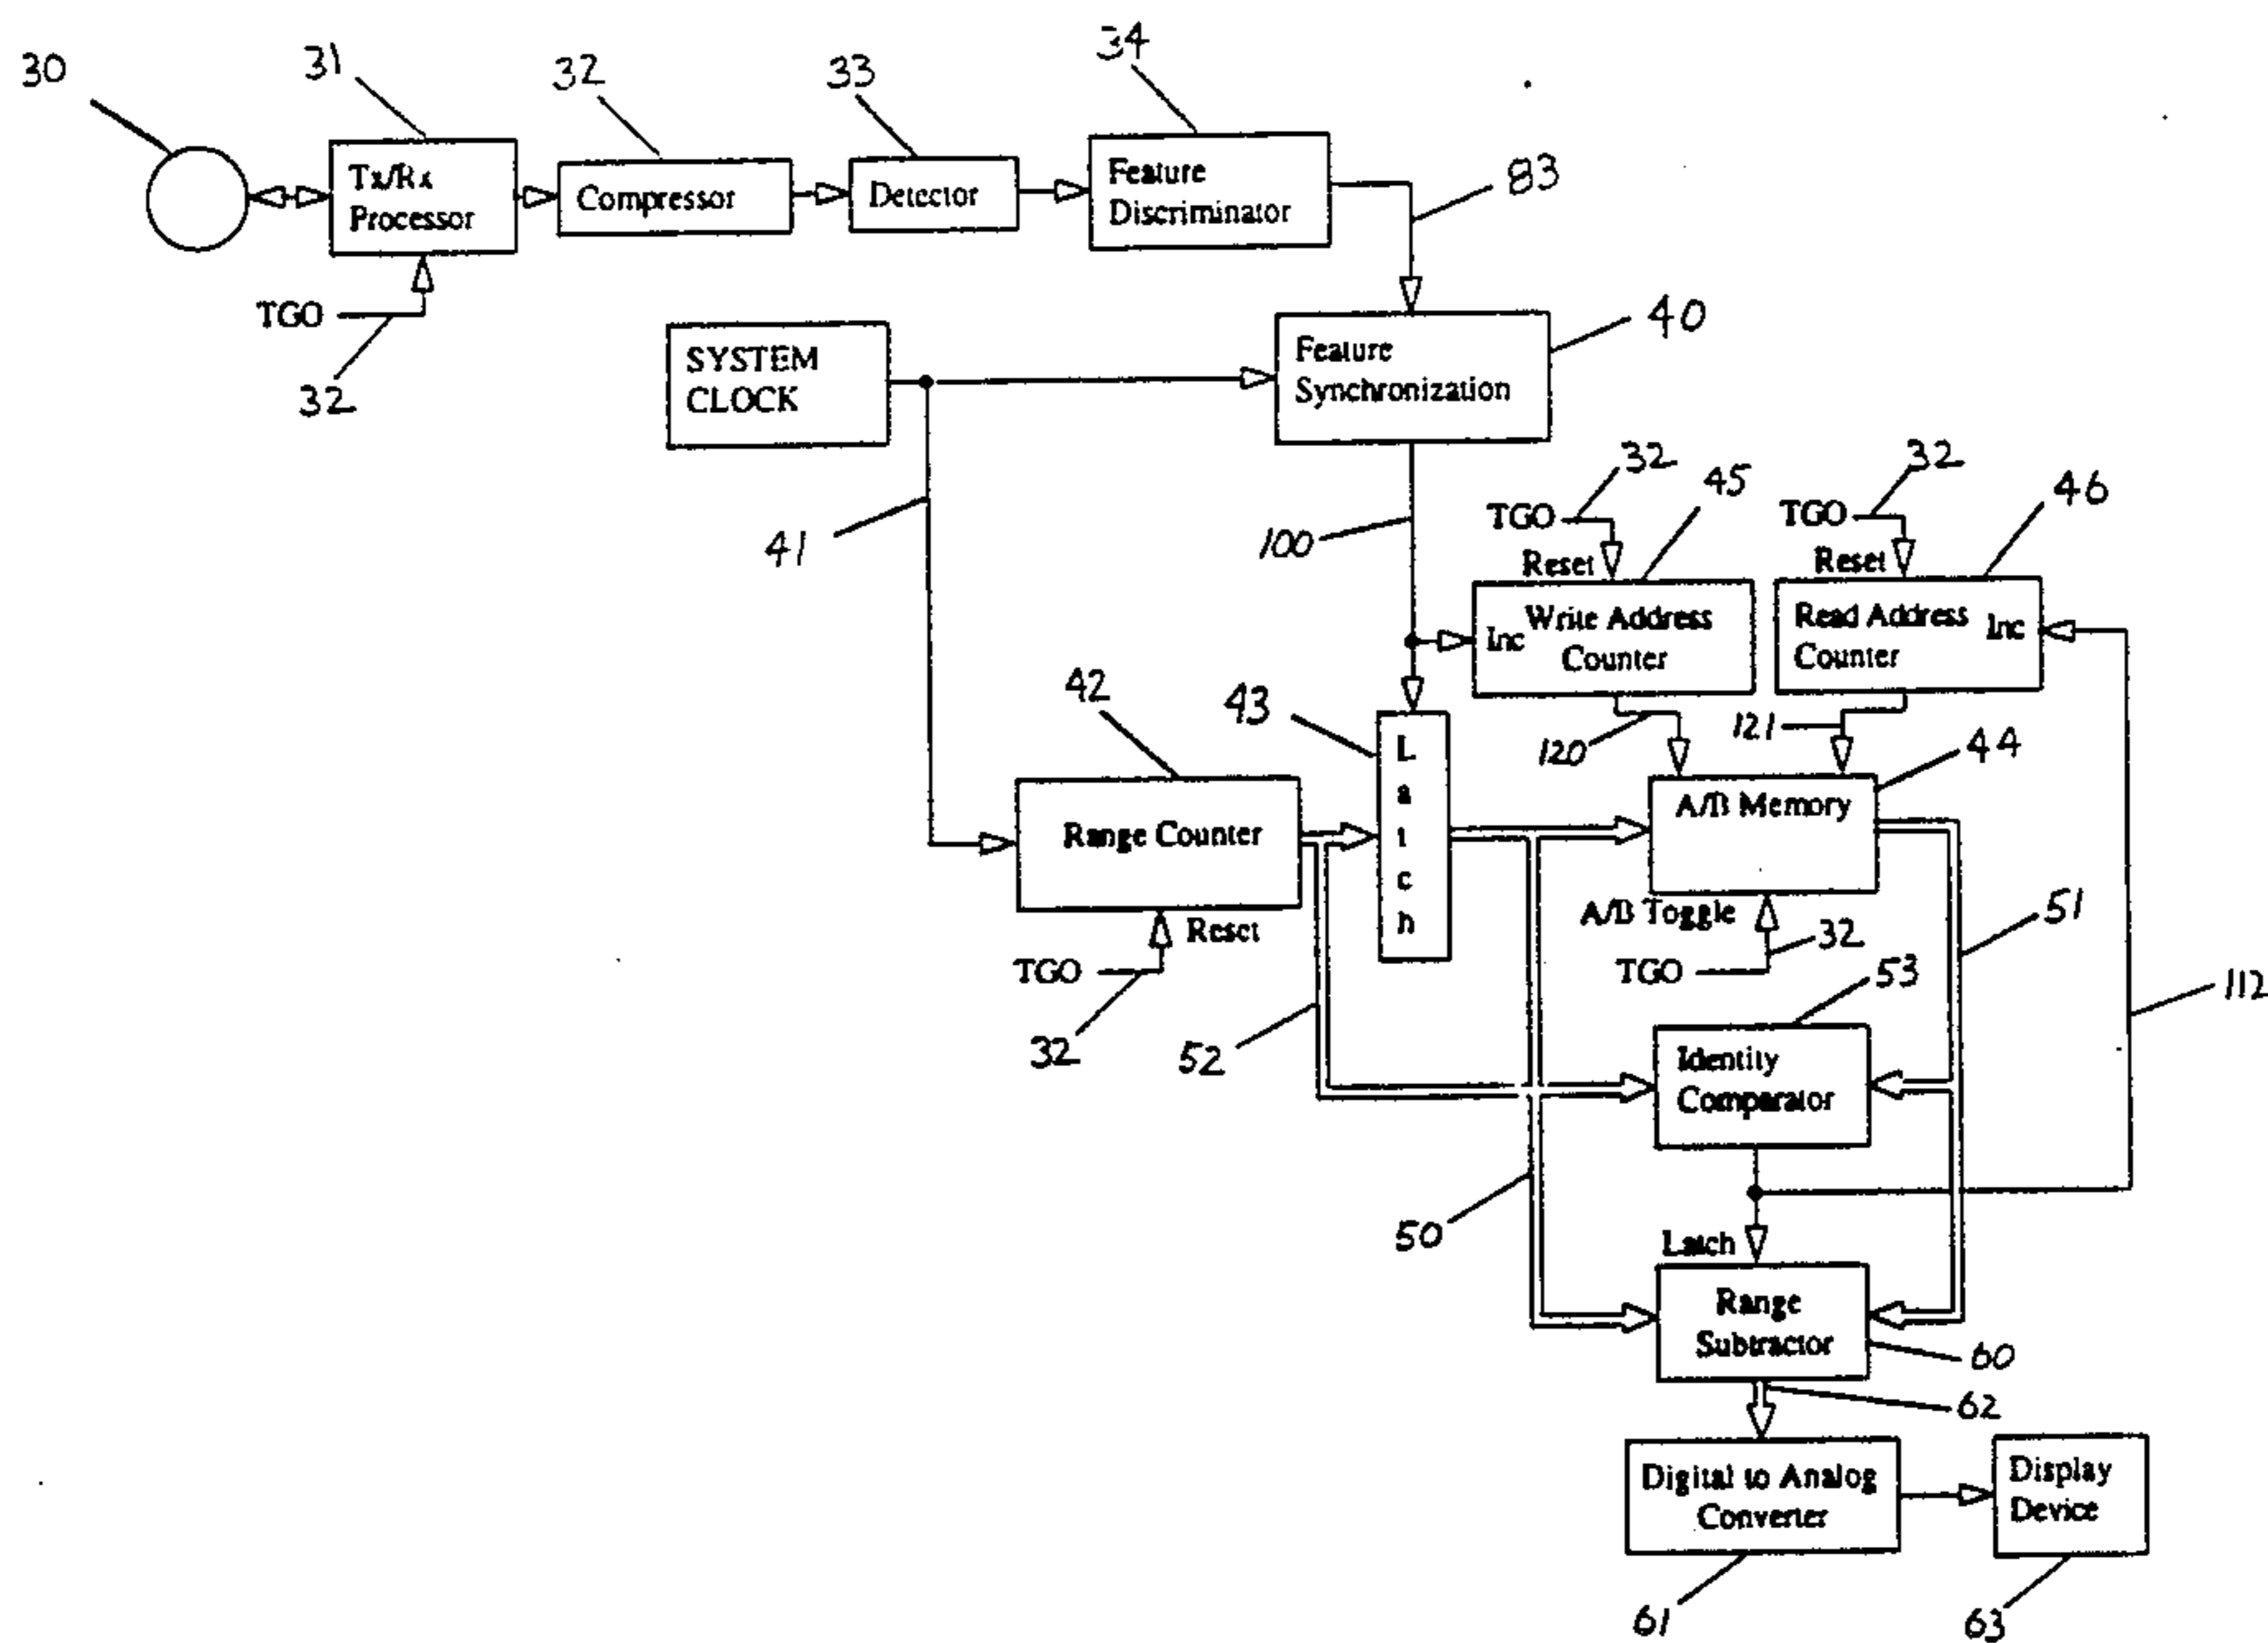 30
31
32
33
34
83
Tx/Rx
Processor
Compressor
Detector
Feature
Discriminator
TGO
32
SYSTEM
CLOCK
Feature
Synchronization
40
41
100
32
TGO
Reset
45
32
TGO
Reset
46
Inc
Write Address
Counter
Read Address
Counter
Inc
42
43
120
121
44
Range Counter
Latch
A/B Memory
Reset
TGO
32
A/B Toggle
TGO
32
51
52
53
112
Identity
Comparator
50
Latch
Range
Subtractor
60
62
Digital to Analog
Converter
Display
Device
61
63